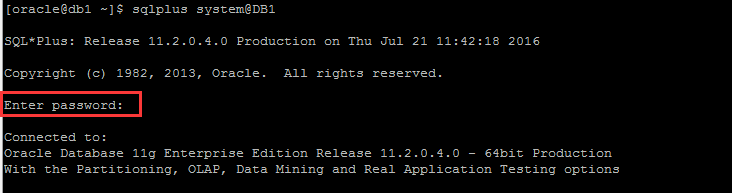 [oracle@db1 ~]$ sqlplus system@DB1
SQL*Plus: Release 11.2.0.4.0 Production on Thu Jul 21 11:42:18 2016
Copyright (c) 1982, 2013, Oracle.  All rights reserved.
Enter password:
Connected to:
Oracle Database 11g Enterprise Edition Release 11.2.0.4.0 - 64bit Production
With the Partitioning, OLAP, Data Mining and Real Application Testing options